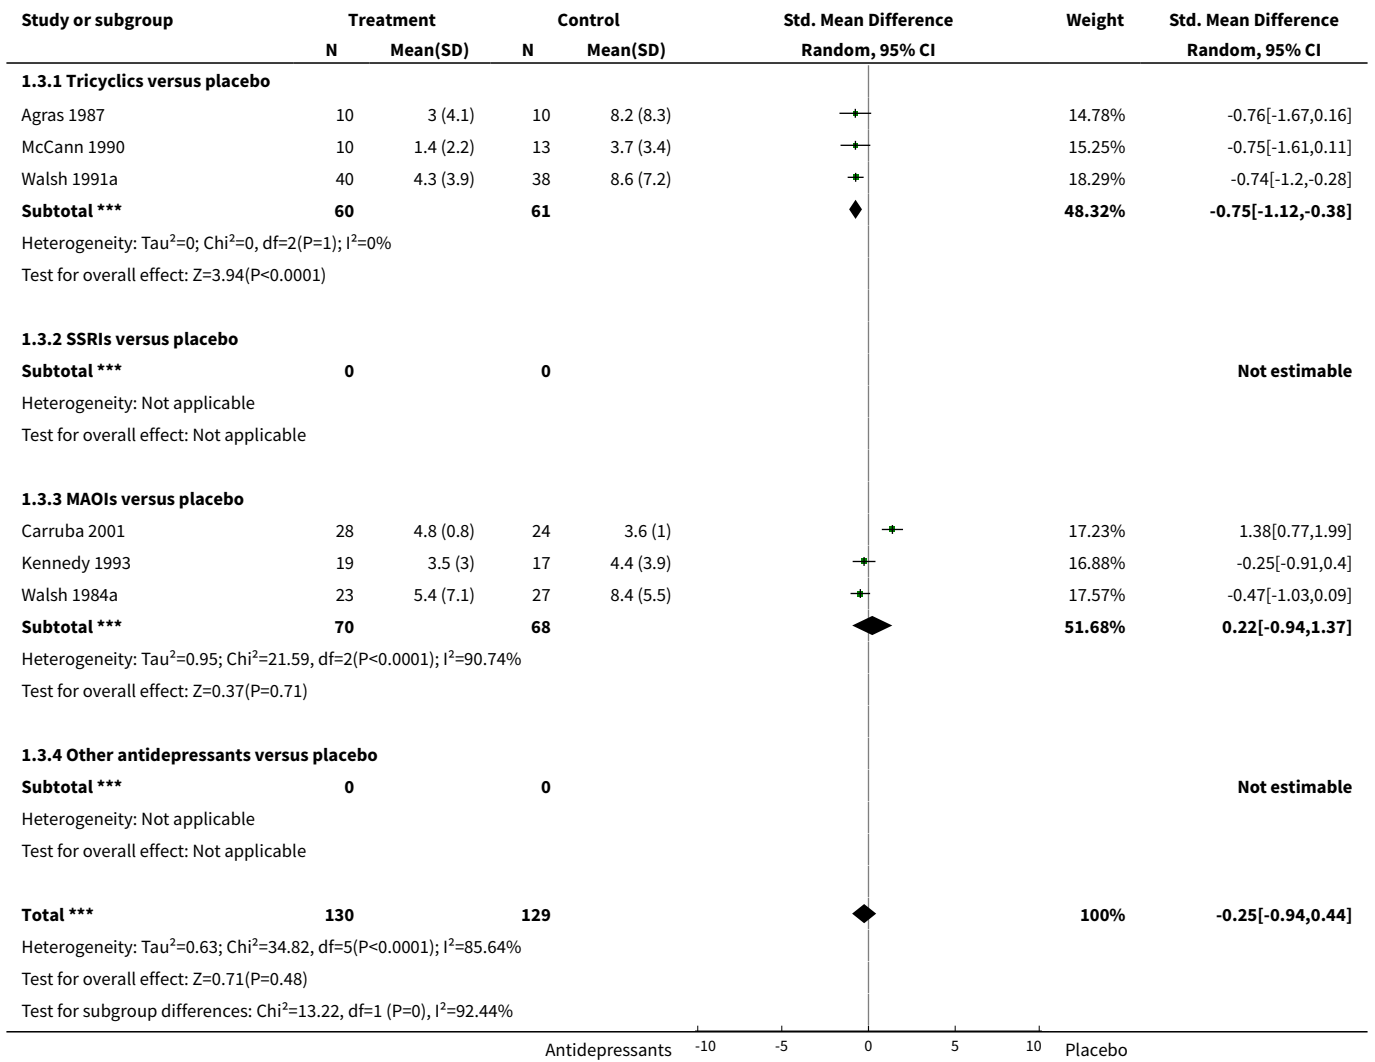 Study or subgroup Treatment Control Std. Mean Difference Weight Std. Mean Difference
N Mean(SD) N Mean(SD) Random, 95% CI Random, 95% CI
1.3.1 Tricyclics versus placebo
Agras 1987 10 3 (4.1) 10 8.2 (8.3) 14.78% -0.76[-1.67,0.16]
McCann 1990 10 1.4 (2.2) 13 3.7 (3.4) 15.25% -0.75[-1.61,0.11]
Walsh 1991a 40 4.3 (3.9) 38 8.6 (7.2) 18.29% -0.74[-1.2,-0.28]
Subtotal *** 60 61 48.32% -0.75[-1.12,-0.38]
Heterogeneity: Tau²=0; Chi²=0, df=2(P=1); I²=0%
Test for overall effect: Z=3.94(P<0.0001)
1.3.2 SSRIs versus placebo
Subtotal *** 0 0 Not estimable
Heterogeneity: Not applicable
Test for overall effect: Not applicable
1.3.3 MAOIs versus placebo
Carruba 2001 28 4.8 (0.8) 24 3.6 (1) 17.23% 1.38[0.77,1.99]
Kennedy 1993 19 3.5 (3) 17 4.4 (3.9) 16.88% -0.25[-0.91,0.4]
Walsh 1984a 23 5.4 (7.1) 27 8.4 (5.5) 17.57% -0.47[-1.03,0.09]
Subtotal *** 70 68 51.68% 0.22[-0.94,1.37]
Heterogeneity: Tau²=0.95; Chi²=21.59, df=2(P<0.0001); I²=90.74%
Test for overall effect: Z=0.37(P=0.71)
1.3.4 Other antidepressants versus placebo
Subtotal *** 0 0 Not estimable
Heterogeneity: Not applicable
Test for overall effect: Not applicable
Total *** 130 129 100% -0.25[-0.94,0.44]
Heterogeneity: Tau²=0.63; Chi²=34.82, df=5(P<0.0001); I²=85.64%
Test for overall effect: Z=0.71(P=0.48)
Test for subgroup differences: Chi²=13.22, df=1 (P=0), I²=92.44%
Antidepressants -10 -5 0 5 10 Placebo